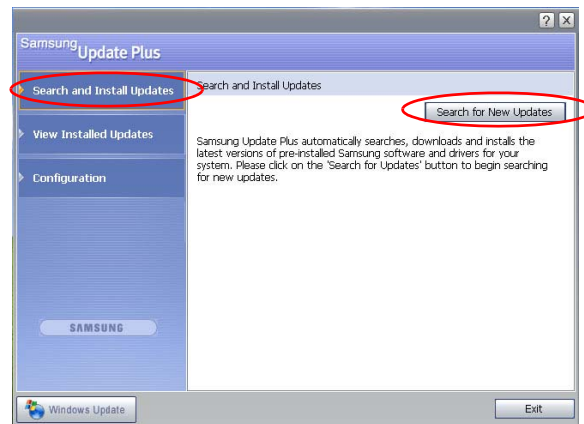 ? X
Samsung
Update Plus
Search and Install Updates
View Installed Updates
Configuration
SAMSUNG
Search and Install Updates
Search for New Updates
Samsung Update Plus automatically searches, downloads and installs the
latest versions of pre-installed Samsung software and drivers for your
system. Please click on the 'Search for Updates' button to begin searching
for new updates.
Windows Update
Exit